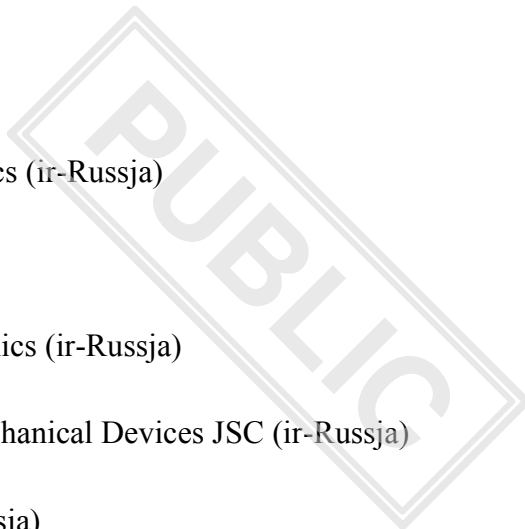 cs (ir-Russja)
PUBLIC
ics (ir-Russja)
hanical Devices JSC (ir-Russja)
sja)